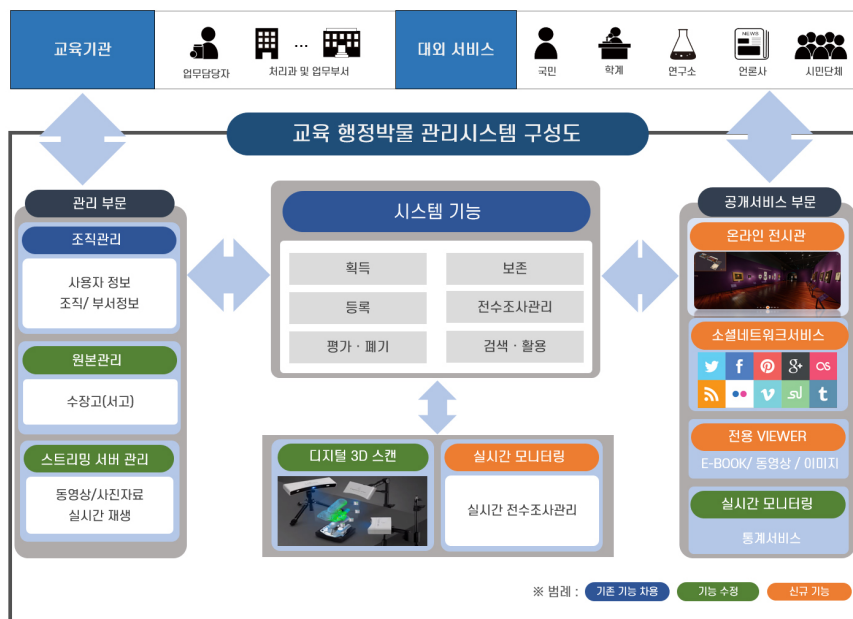 교육기관
업무담당자
처리과 및 업무부서
대외 서비스
국민
학계
연구소
NEWS
언론사
시민단체
교육 행정박물 관리시스템 구성도
관리 부문
조직관리
사용자 정보
조직/ 부서정보
원본관리
수장고(서고)
스트리밍 서버 관리
동영상/사진자료
실시간 재생
시스템 기능
획득
보존
등록
전수조사관리
평가 · 폐기
검색 · 활용
디지털 3D 스캔
실시간 모니터링
실시간 전수조사관리
공개서비스 부문
온라인 전시관
소셜네트워크서비스
전용 VIEWER
E-BOOK/ 동영상 / 이미지
실시간 모니터링
통계서비스
※ 범례 : 기존 기능 차용 기능 수정 신규 기능